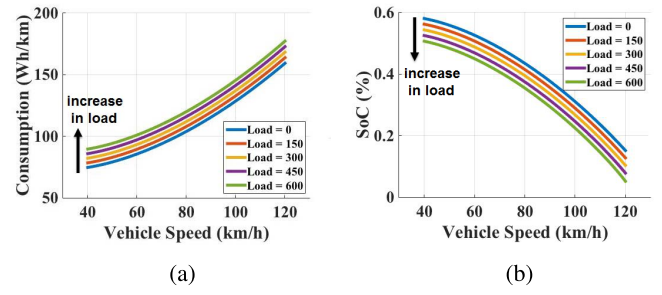 Consumption (Wh/km)
200
150
100
50
increase
in load
Load = 0
Load = 150
Load = 300
Load = 450
Load = 600
40 60 80 100 120
Vehicle Speed (km/h)
(a)
SoC (%)
0.6
0.4
0.2
0
increase
in load
Load = 0
Load = 150
Load = 300
Load = 450
Load = 600
40 60 80 100 120
Vehicle Speed (km/h)
(b)